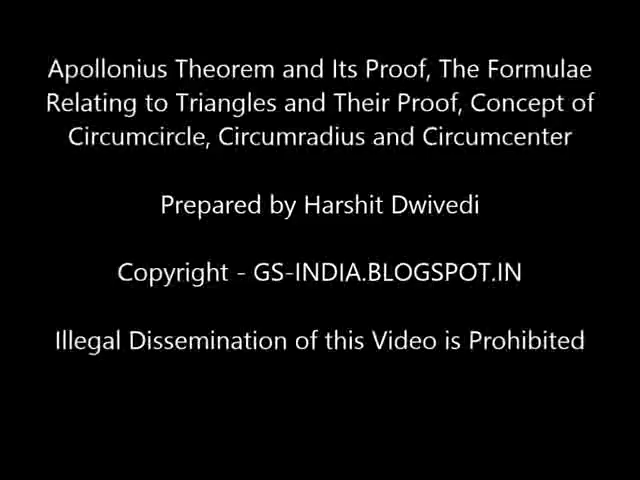 Apollonius Theorem and Its Proof, The Formulae
Relating to Triangles and Their Proof, Concept of
Circumcircle, Circumradius and Circumcenter
Prepared by Harshit Dwivedi
Copyright - GS-INDIA.BLOGSPOT.IN
Illegal Dissemination of this Video is Prohibited